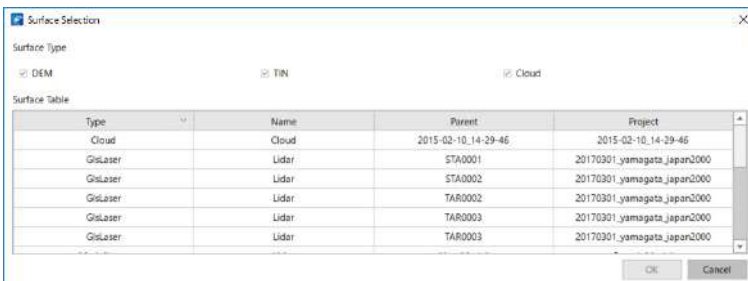 Surface Selection
Surface Type
DEM TIN Cloud
Surface Table
Type Name Parent Project
Cloud Cloud 2015-02-10_14-29-46 2015-02-10_14-29-46
GisLaser Lidar STA0001 20170301_yamagata_japan2000
GisLaser Lidar STA0002 20170301_yamagata_japan2000
GisLaser Lidar TAR0002 20170301_yamagata_japan2000
GisLaser Lidar TAR0003 20170301_yamagata_japan2000
GisLaser Lidar TAR0003 20170301_yamagata_japan2000
OK Cancel